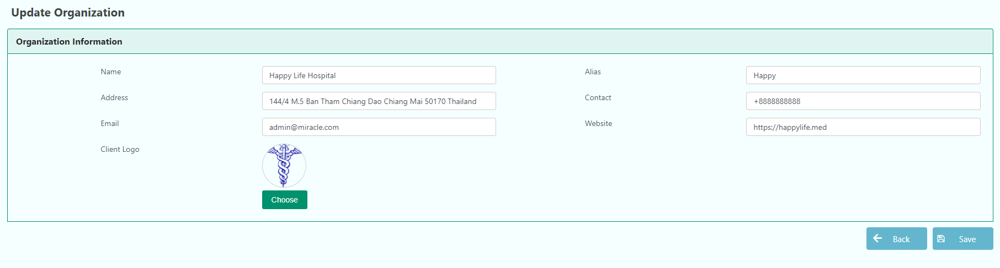 Update Organization
Organization Information
Name
Happy Life Hospital
Alias
Happy
Address
144/4 M.5 Ban Tham Chiang Dao Chiang Mai 50170 Thailand
Contact
+8888888888
Email
admin@miracle.com
Website
https://happylife.med
Client Logo
Choose
Back
Save